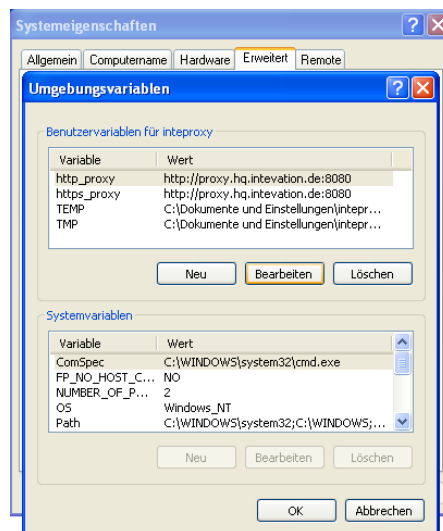 Systemeigenschaften
Allgemein Computername Hardware Erweitert Remote
Umgebungsvariablen
Benutzervariablen für inteproxy
Variable Wert
http_proxy http://proxy.hq.intevation.de:8080
https_proxy http://proxy.hq.intevation.de:8080
TEMP C:\Dokumente und Einstellungen\intepr...
TMP C:\Dokumente und Einstellungen\intepr...
Neu Bearbeiten Löschen
Systemvariablen
Variable Wert
ComSpec C:\WINDOWS\system32\cmd.exe
FP_NO_HOST_C... NO
NUMBER_OF_P... 2
OS Windows_NT
Path C:\WINDOWS\system32;C:\WINDOWS;...
Neu Bearbeiten Löschen
OK Abbrechen